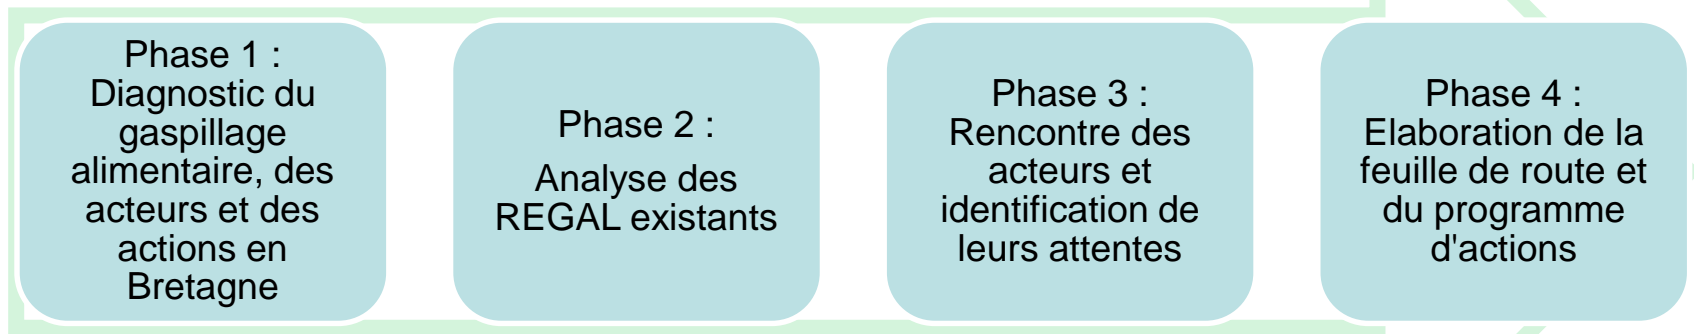 Phase 1 :
Diagnostic du
gaspillage
alimentaire, des
acteurs et des
actions en
Bretagne
Phase 2 :
Analyse des
REGAL existants
Phase 3 :
Rencontre des
acteurs et
identification de
leurs attentes
Phase 4 :
Elaboration de la
feuille de route et
du programme
d'actions